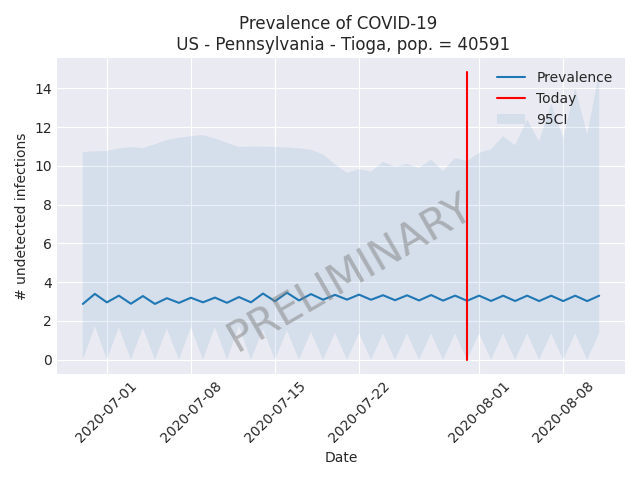 Prevalence of COVID-19
US - Pennsylvania - Tioga, pop. = 40591
# undetected infections
14
12
10
8
6
4
2
0
Prevalence
Today
95CI
PRELIMINARY
2020-07-01
2020-07-08
2020-07-15
2020-07-22
2020-08-01
2020-08-08
Date